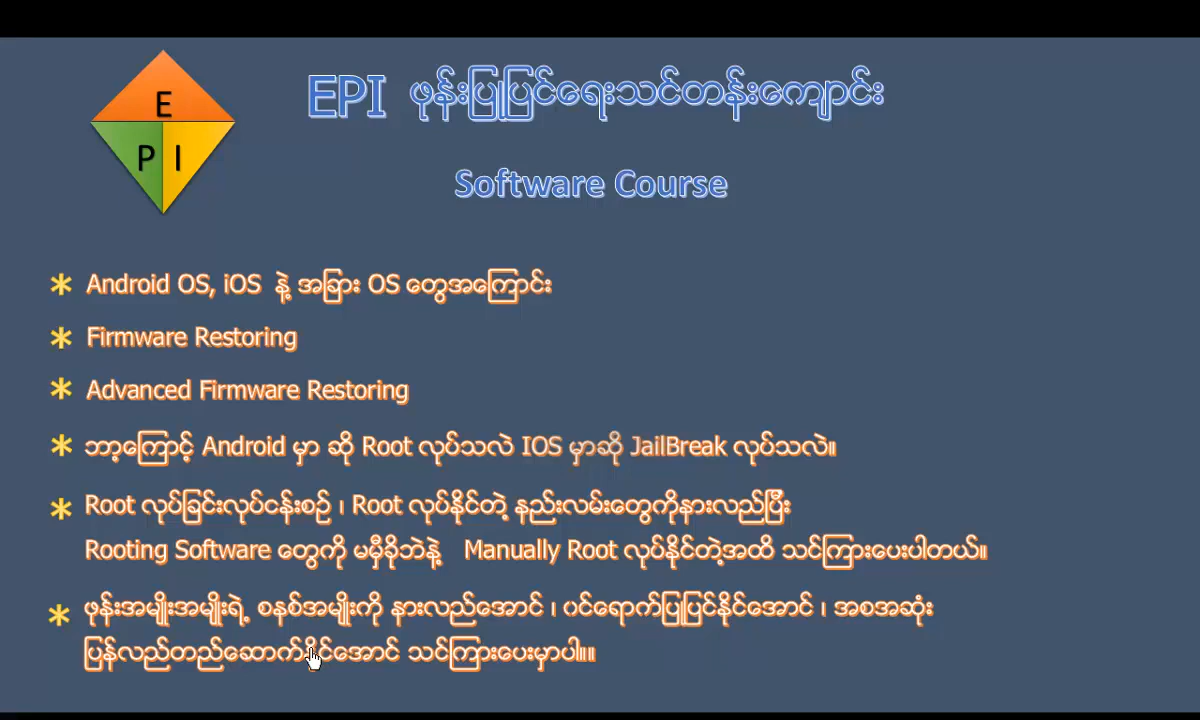 E
P I
EPI ဖုန်းပြုပြင်ရေးသင်တန်းကျောင်း
Software Course
* Android OS, iOS နဲ့ အခြား OS တွေအကြောင်း
* Firmware Restoring
* Advanced Firmware Restoring
* ဘာ့ကြောင့် Android မှာ ဆို Root လုပ်သလဲ IOS မှာဆို JailBreak လုပ်သလဲ။
* Root လုပ်ခြင်းလုပ်ငန်းစဉ် ၊ Root လုပ်နိုင်တဲ့ နည်းလမ်းတွေကိုနားလည်ပြီး
Rooting Software တွေကို မမှီခိုဘဲနဲ့ Manually Root လုပ်နိုင်တဲ့အထိ သင်ကြားပေးပါတယ်။
* ဖုန်းအမျိုးအမျိုးရဲ့ စနစ်အမျိုးကို နားလည်အောင် ၊ ဝင်ရောက်ပြုပြင်နိုင်အောင် ၊ အစအဆုံး
ပြန်လည်တည်ဆောက်နိုင်အောင် သင်ကြားပေးမှာပါ။။